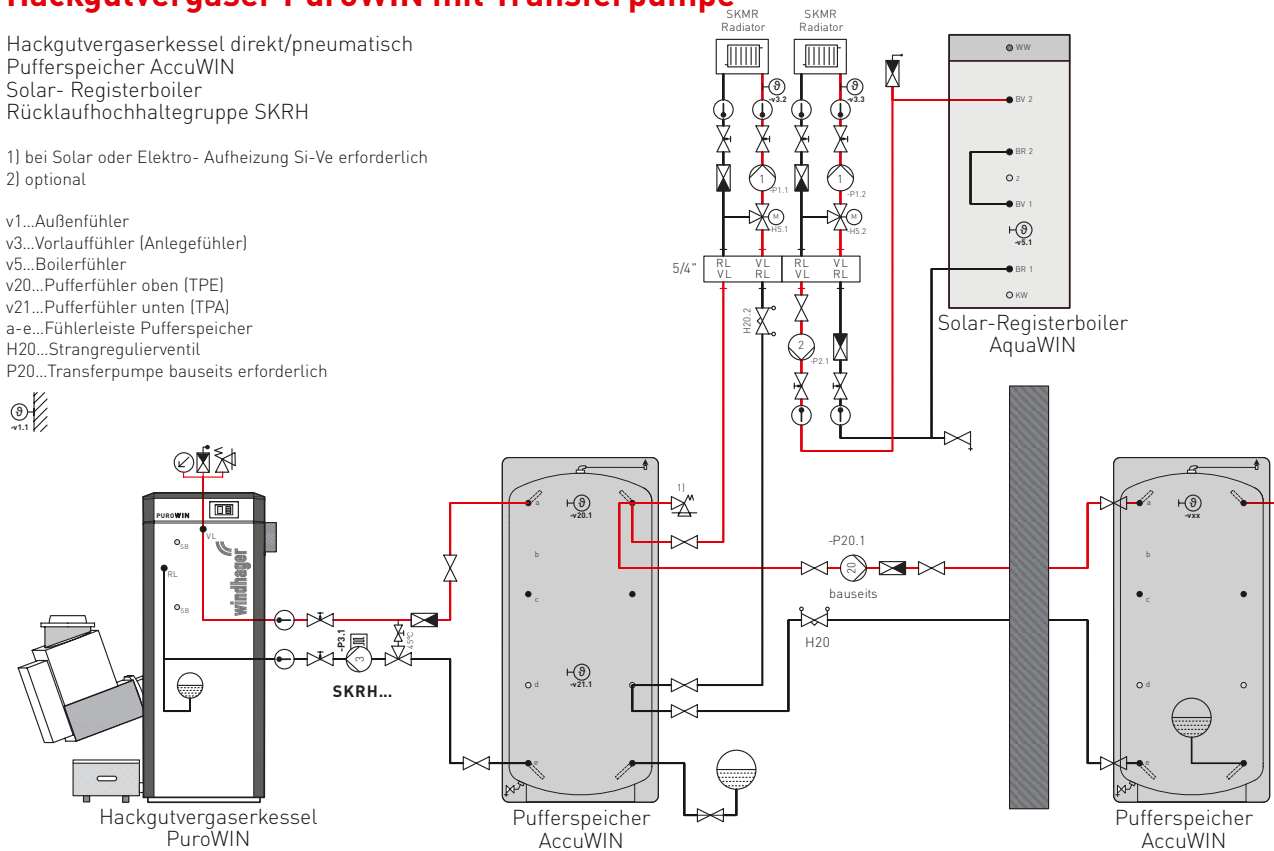 Hackgutvergaser PuroWIN mit Transferpumpe
Hackgutvergaserkessel direkt/pneumatisch
Pufferspeicher AccuWIN
Solar- Registerboiler
Rücklaufhochhaltegruppe SKRH
1) bei Solar oder Elektro- Aufheizung Si-Ve erforderlich
2) optional
v1...Außenfühler
v3...Vorlauffühler (Anlegefühler)
v5...Boilerfühler
v20...Pufferfühler oben (TPE)
v21...Pufferfühler unten (TPA)
a-e...Fühlerleiste Pufferspeicher
H20...Strangregulierventil
P20...Transferpumpe bauseits erforderlich
-v1.1
SKMR
Radiator
SKMR
Radiator
-v3.2
-v3.3
1
-P1.1
1
-P1.2
M
-H5.1
M
-H5.2
5/4"
RL
VL
VL
RL
RL
VL
VL
RL
H20.2
2
-P2.1
WW
BV 2
BR 2
Z
BV 1
-v5.1
BR 1
KW
Solar-Registerboiler
AquaWIN
PUROWIN
VL
SB
RL
SB
windhager
-P3.1
3
45°C
SKRH...
Hackgutvergaserkessel
PuroWIN
a
-v20.1
b
c
-v21.1
d
e
1)
Pufferspeicher
AccuWIN
-P20.1
20
bauseits
H20
a
-vxx
b
c
d
e
Pufferspeicher
AccuWIN